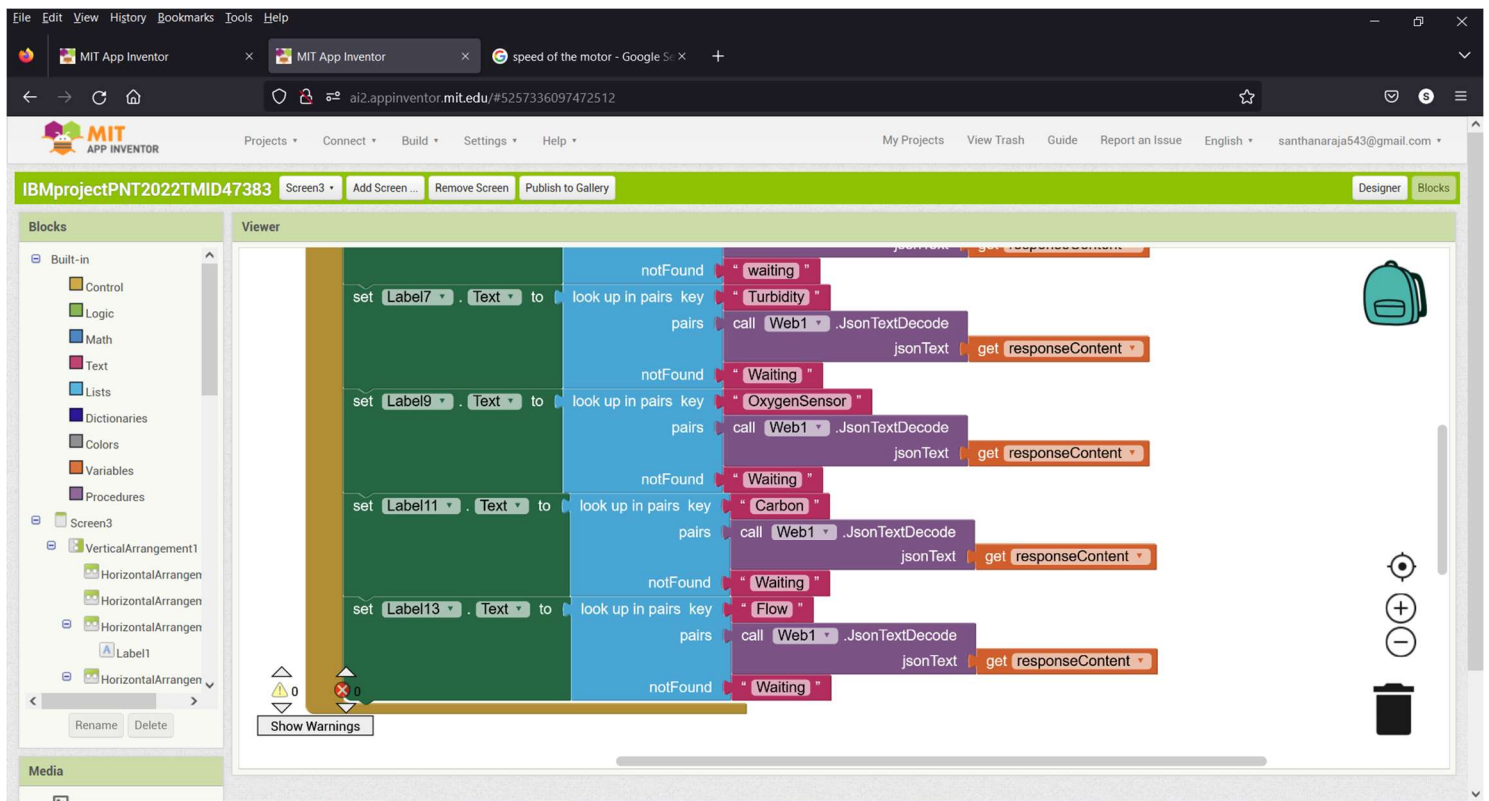 File Edit View History Bookmarks Tools Help
MIT App Inventor
MIT App Inventor
speed of the motor - Google Se
ai2.appinventor.mit.edu/#5257336097472512
S
MIT
APP INVENTOR
Projects Connect Build Settings Help My Projects View Trash Guide Report an Issue English santhanaraja543@gmail.com
IBMprojectPNT2022TMID47383 Screen3 Add Screen ... Remove Screen Publish to Gallery Designer Blocks
Blocks
Viewer
Built-in
Control
Logic
Math
Text
Lists
Dictionaries
Colors
Variables
Procedures
Screen3
VerticalArrangement1
HorizontalArrangen
HorizontalArrangen
HorizontalArrangen
A Label1
HorizontalArrangen
Rename Delete
Media
jsonText get responseContent
notFound " waiting "
set Label7 . Text to look up in pairs key " Turbidity "
pairs call Web1 .JsonTextDecode
jsonText get responseContent
notFound " Waiting "
set Label9 . Text to look up in pairs key " OxygenSensor "
pairs call Web1 .JsonTextDecode
jsonText get responseContent
notFound " Waiting "
set Label11 . Text to look up in pairs key " Carbon "
pairs call Web1 .JsonTextDecode
jsonText get responseContent
notFound " Waiting "
set Label13 . Text to look up in pairs key " Flow "
pairs call Web1 .JsonTextDecode
jsonText get responseContent
notFound " Waiting "
0 0
Show Warnings